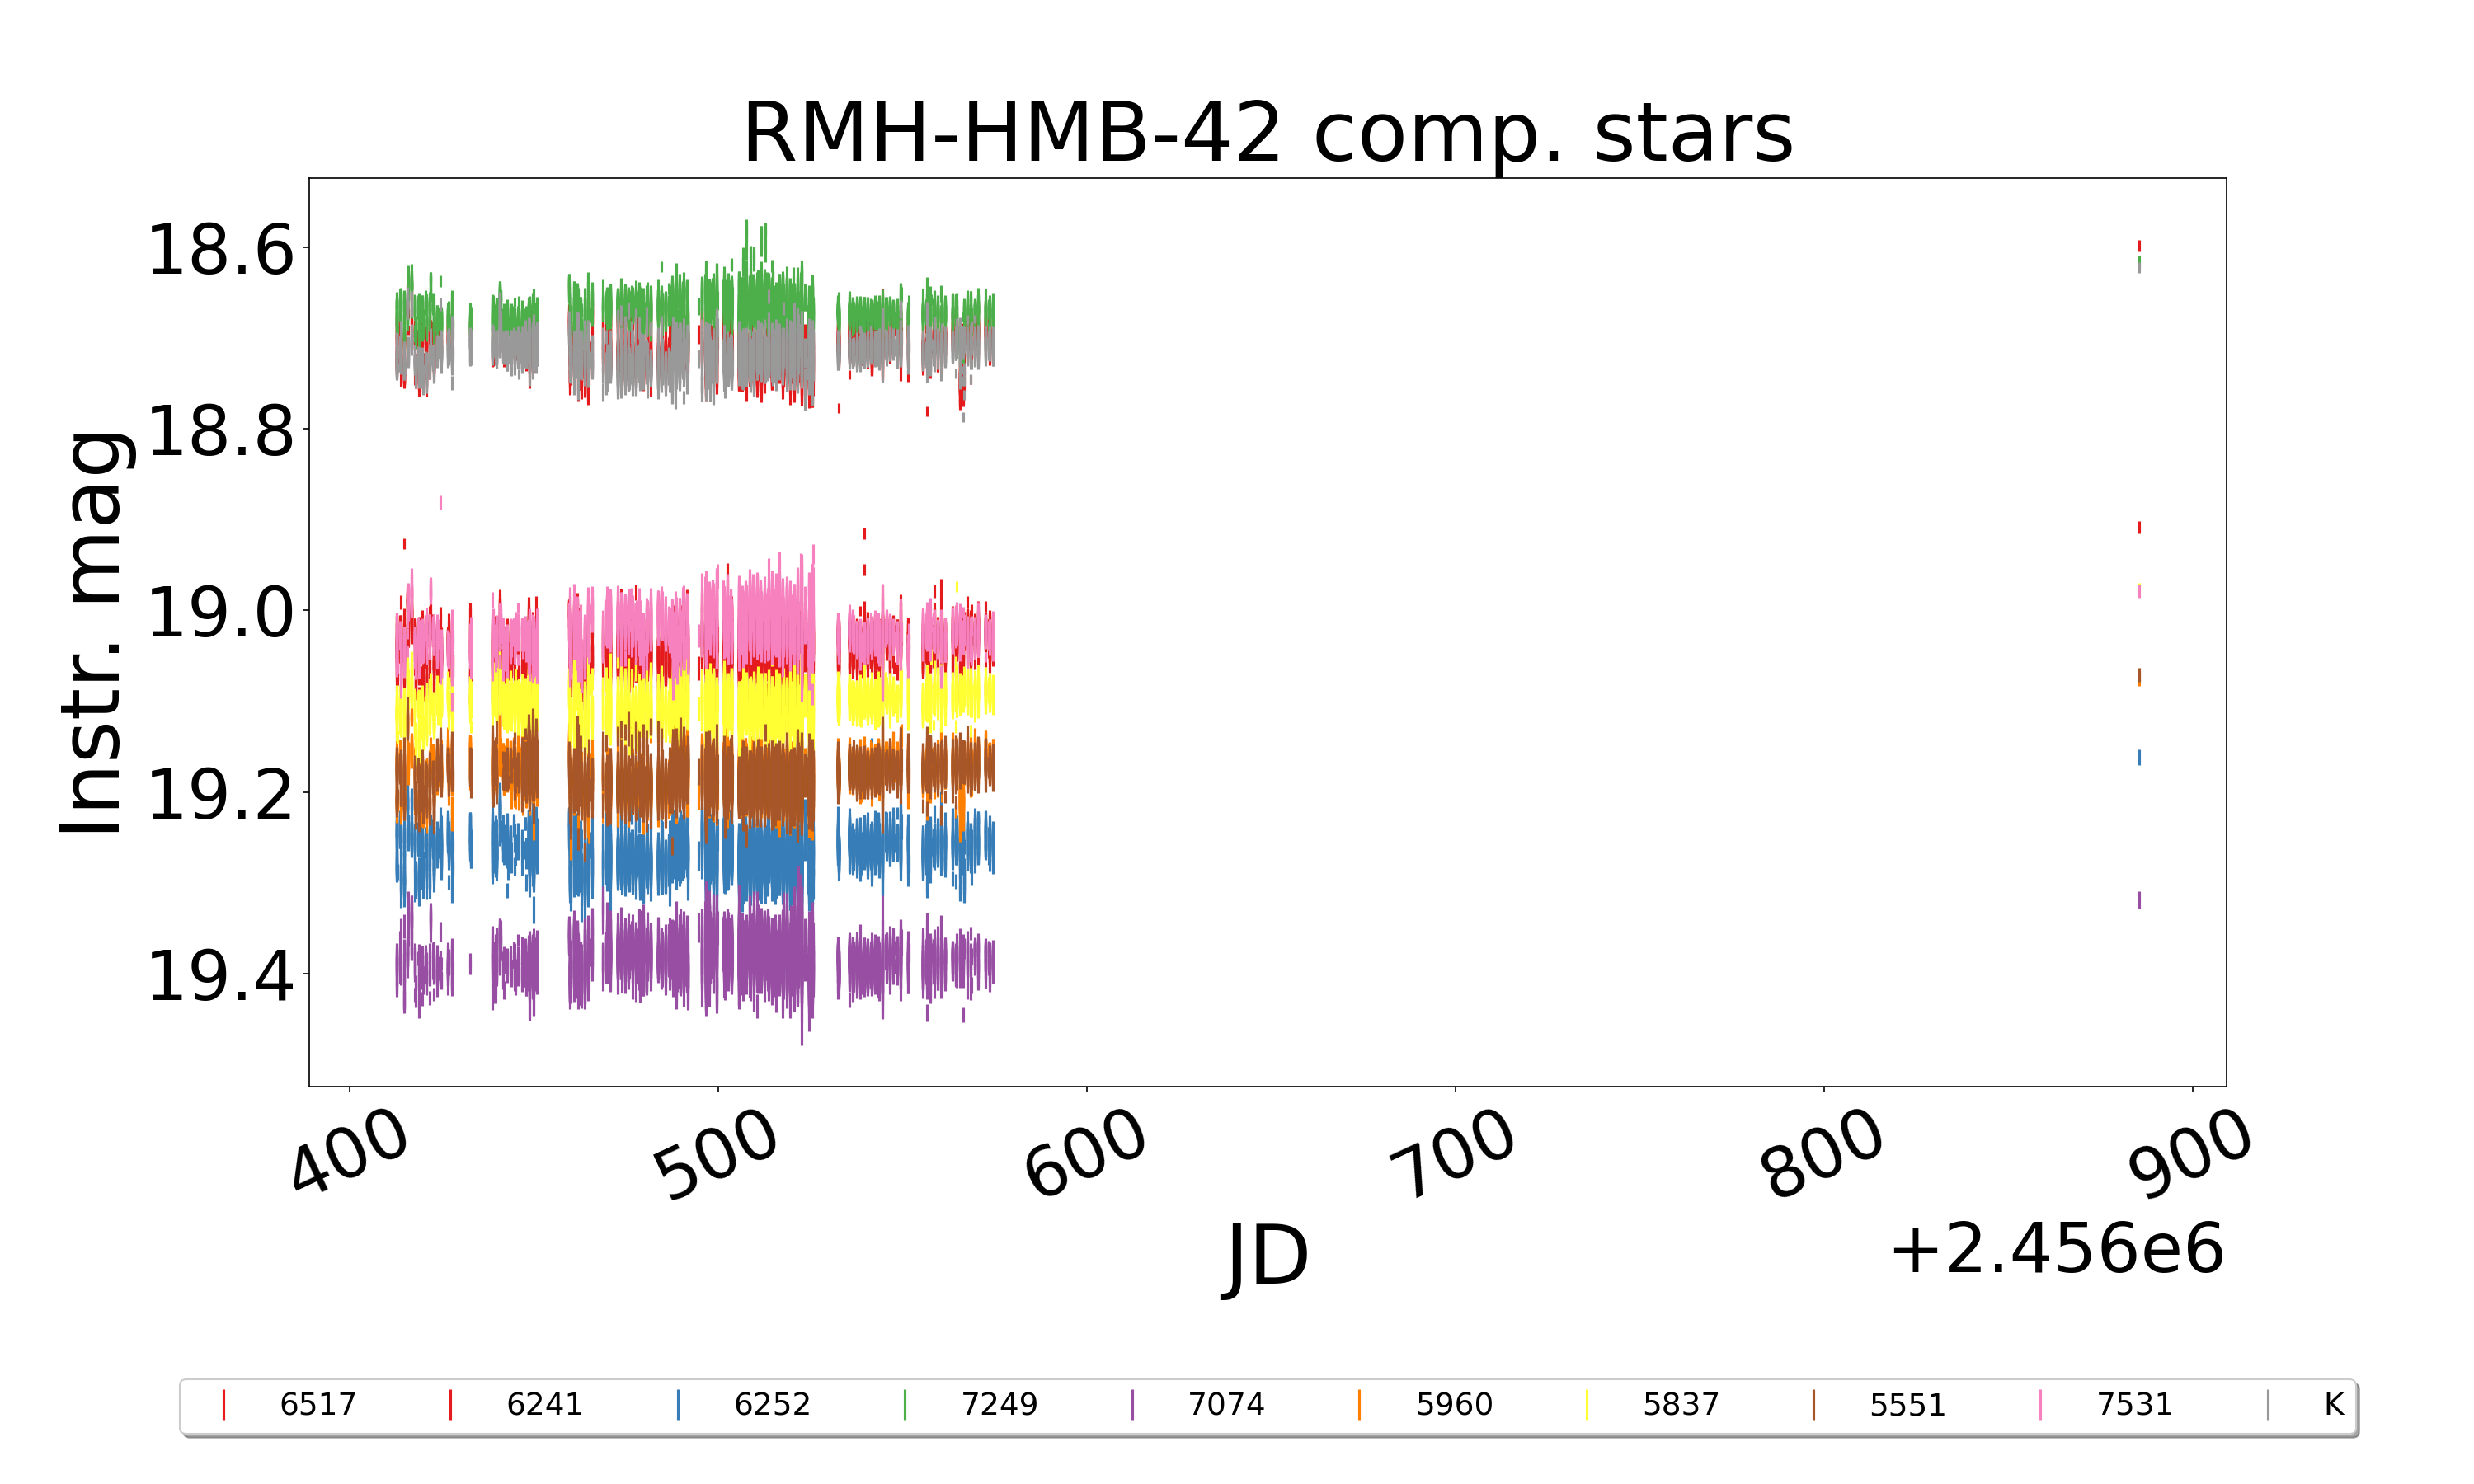 RMH-HMB-42 comp. stars
Instr. mag
18.6
18.8
19.0
19.2
19.4
400 500 600 700 800 900
JD
+2.456e6
6517 6241 6252 7249 7074 5960 5837 5551 7531 K